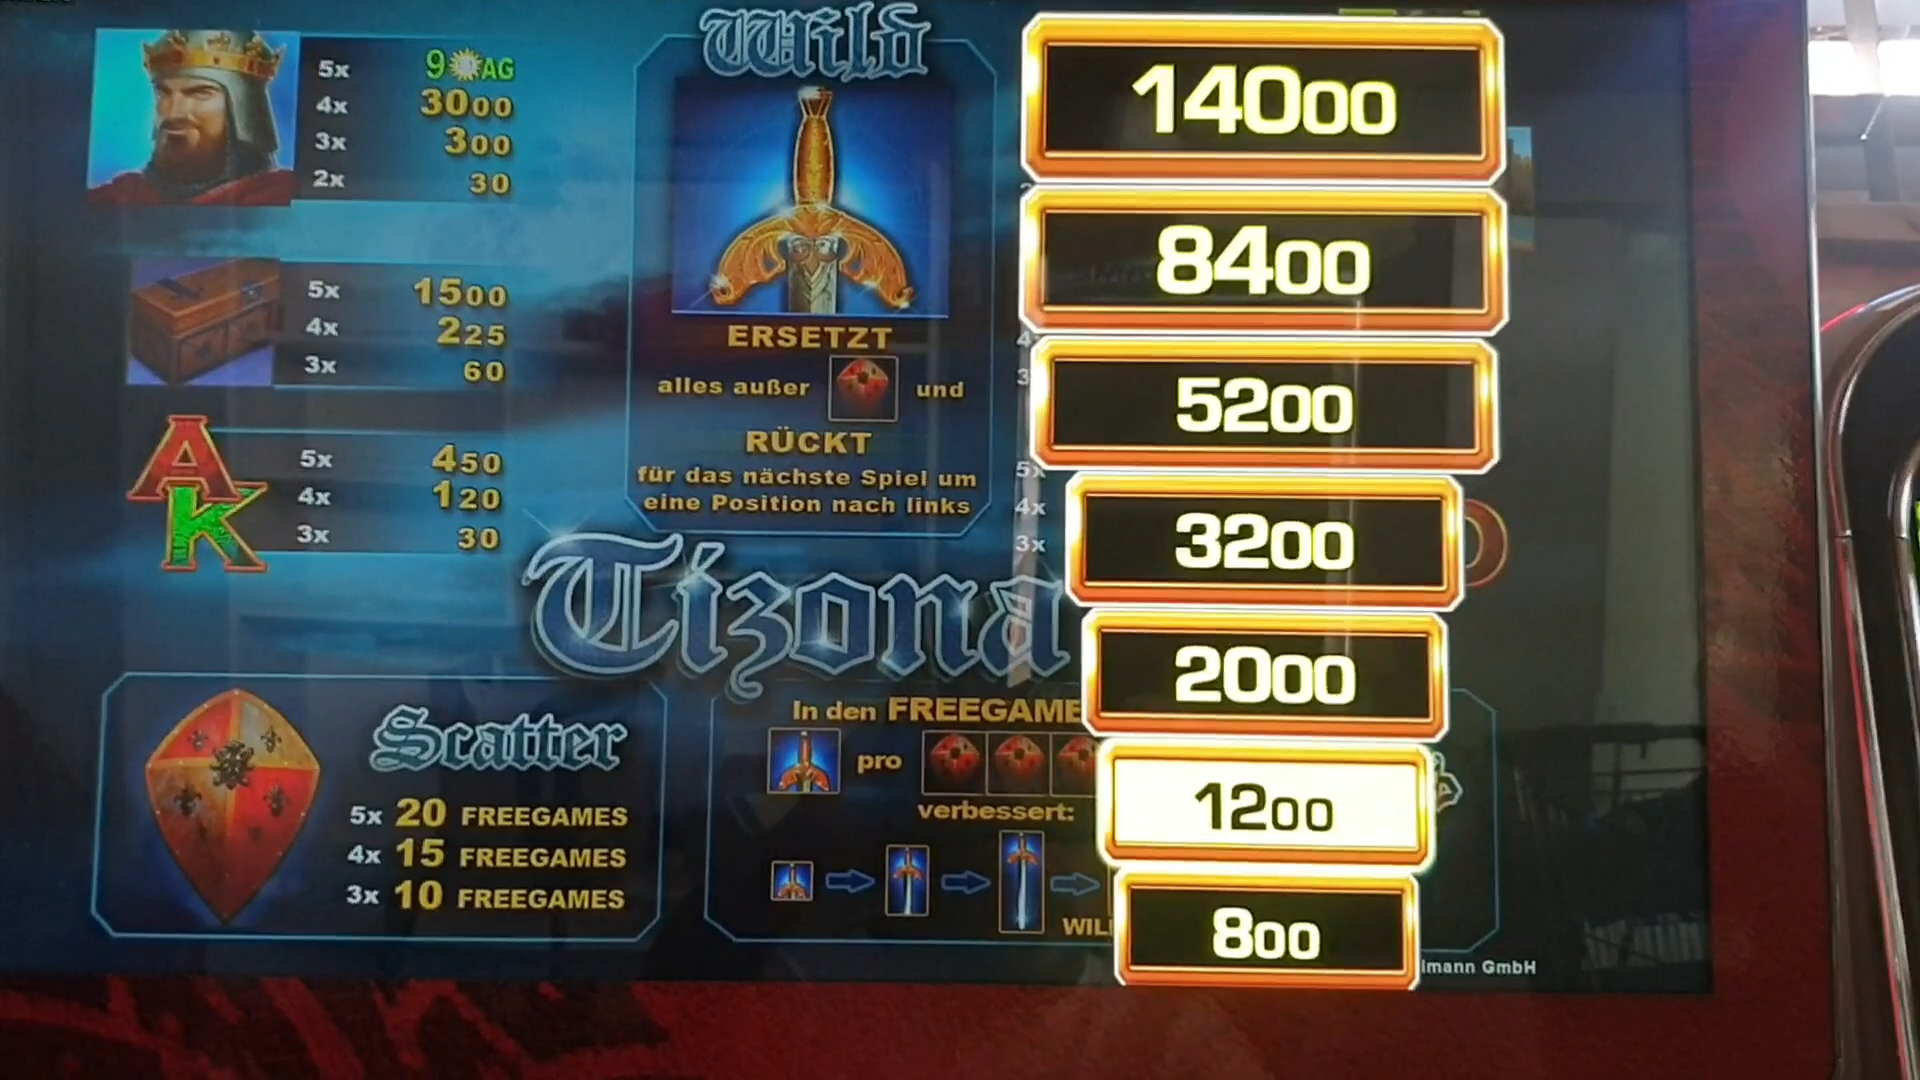 5x 9 AG
4x 3000
3x 300
2x 30
5x 1500
4x 225
3x 60
A
K
5x 450
4x 120
3x 30
Scatter
5x 20 FREEGAMES
4x 15 FREEGAMES
3x 10 FREEGAMES
Wild
ERSETZT
alles außer und
RÜCKT
für das nächste Spiel um
eine Position nach links
Tizona
In den FREEGAME
pro
verbessert:
WIL
5x
4x
3x
14000
8400
5200
3200
2000
1200
800
lmann GmbH